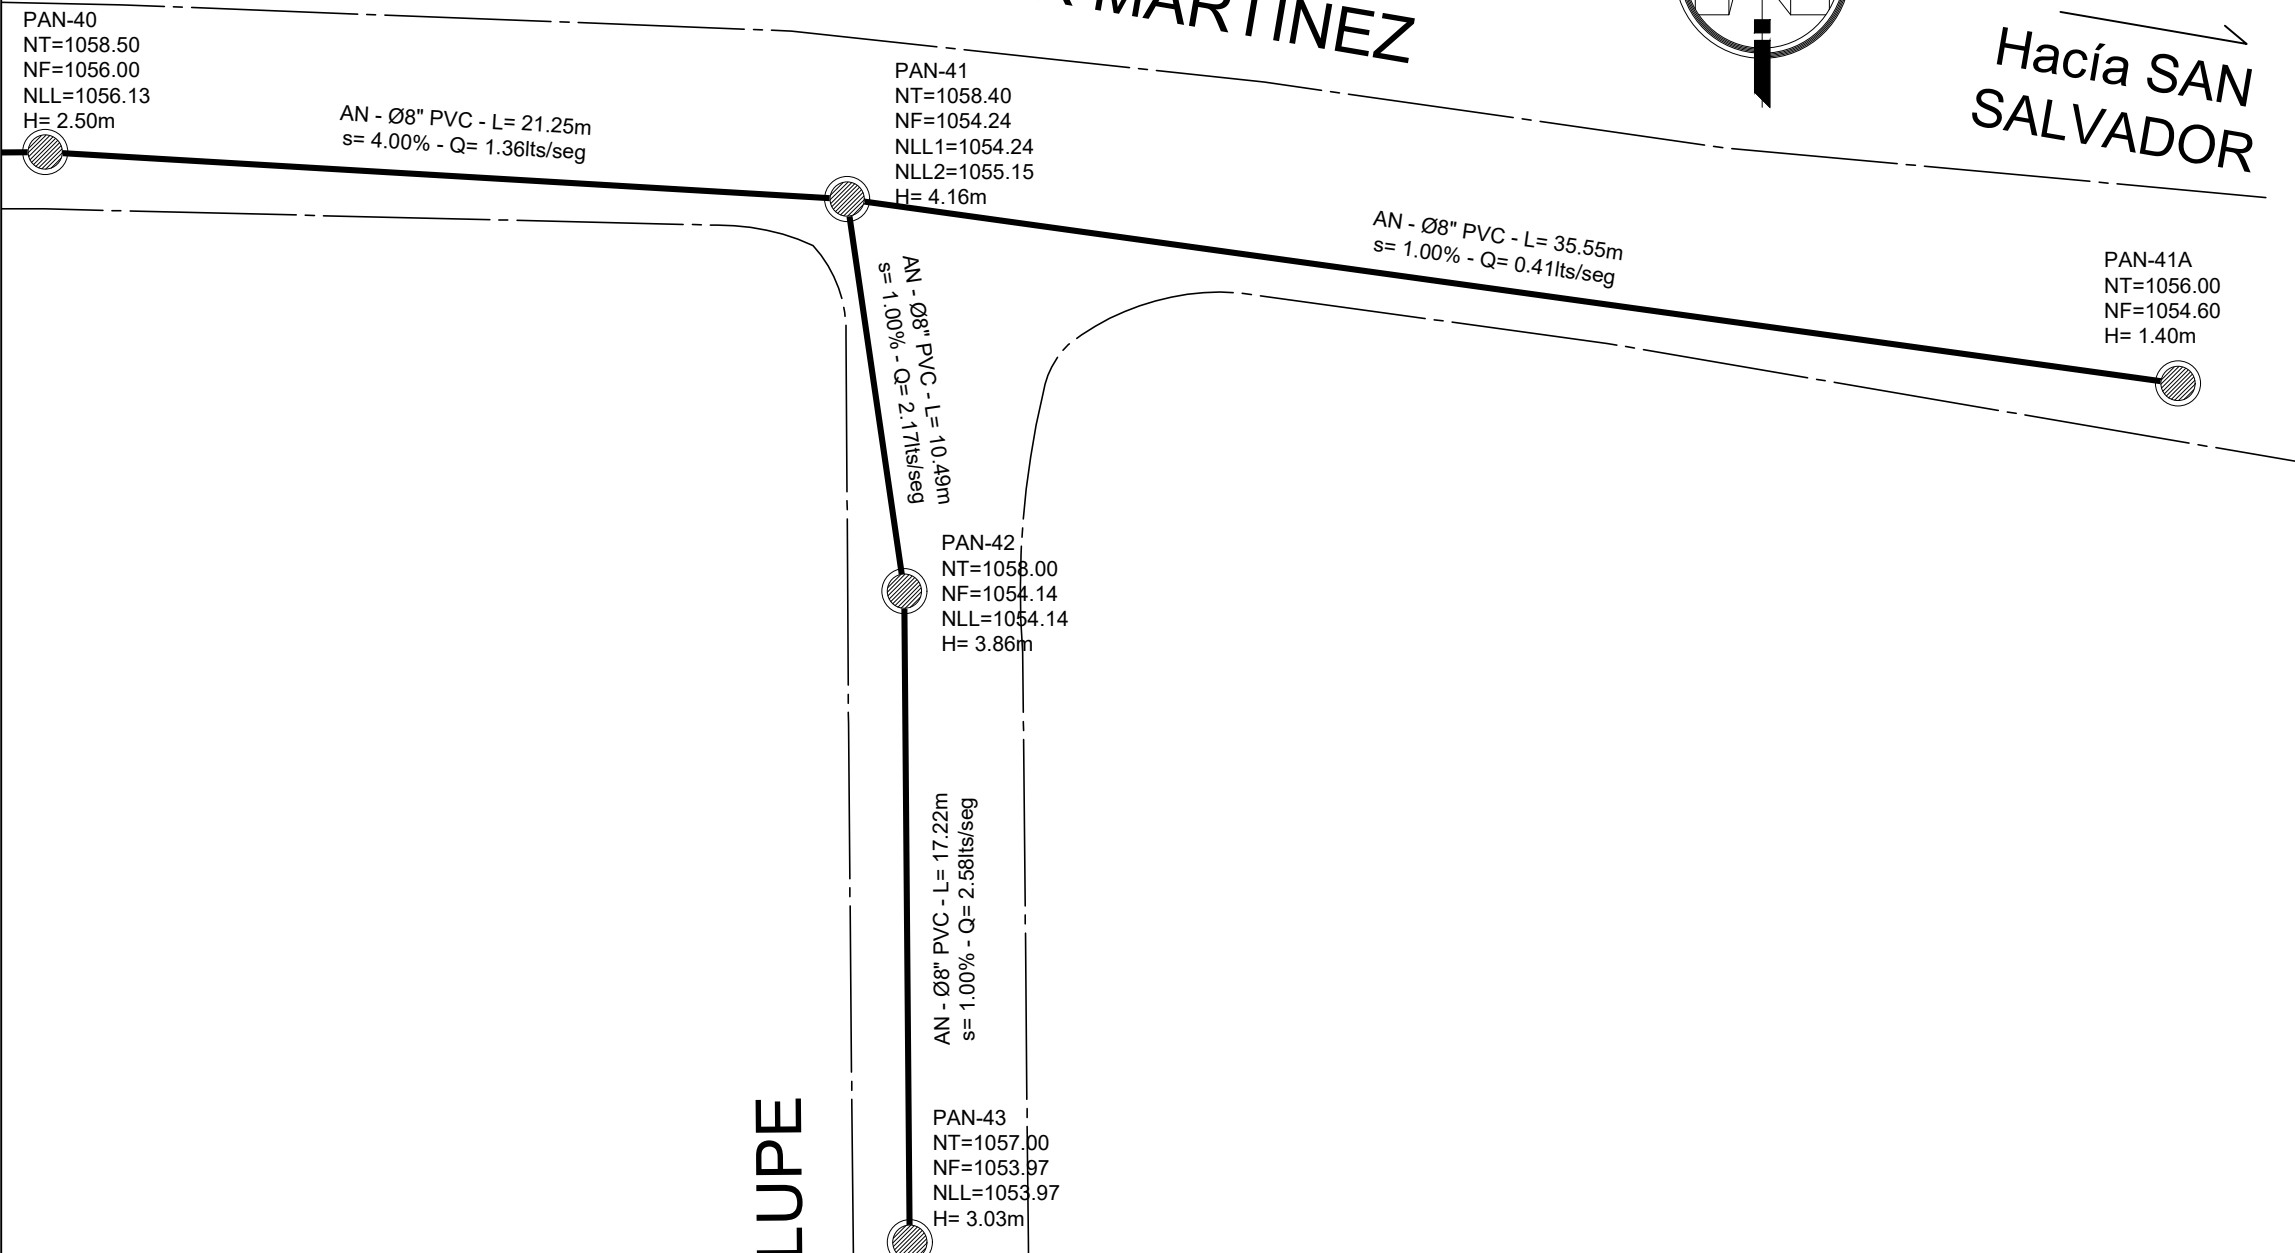 PAN-40
NT=1058.50
NF=1056.00
NLL=1056.13
H= 2.50m
AN - Ø8" PVC - L= 21.25m
s= 4.00% - Q= 1.36lts/seg
MARTINEZ
PAN-41
NT=1058.40
NF=1054.24
NLL1=1054.24
NLL2=1055.15
H= 4.16m
Hacía SAN
SALVADOR
AN - Ø8" PVC - L= 35.55m
s= 1.00% - Q= 0.41lts/seg
PAN-41A
NT=1056.00
NF=1054.60
H= 1.40m
AN - Ø8" PVC - L= 10.49m
s= 1.00% - Q= 2.17lts/seg
PAN-42
NT=1058.00
NF=1054.14
NLL=1054.14
H= 3.86m
AN - Ø8" PVC - L= 17.22m
s= 1.00% - Q= 2.58lts/seg
LUPE
PAN-43
NT=1057.00
NF=1053.97
NLL=1053.97
H= 3.03m